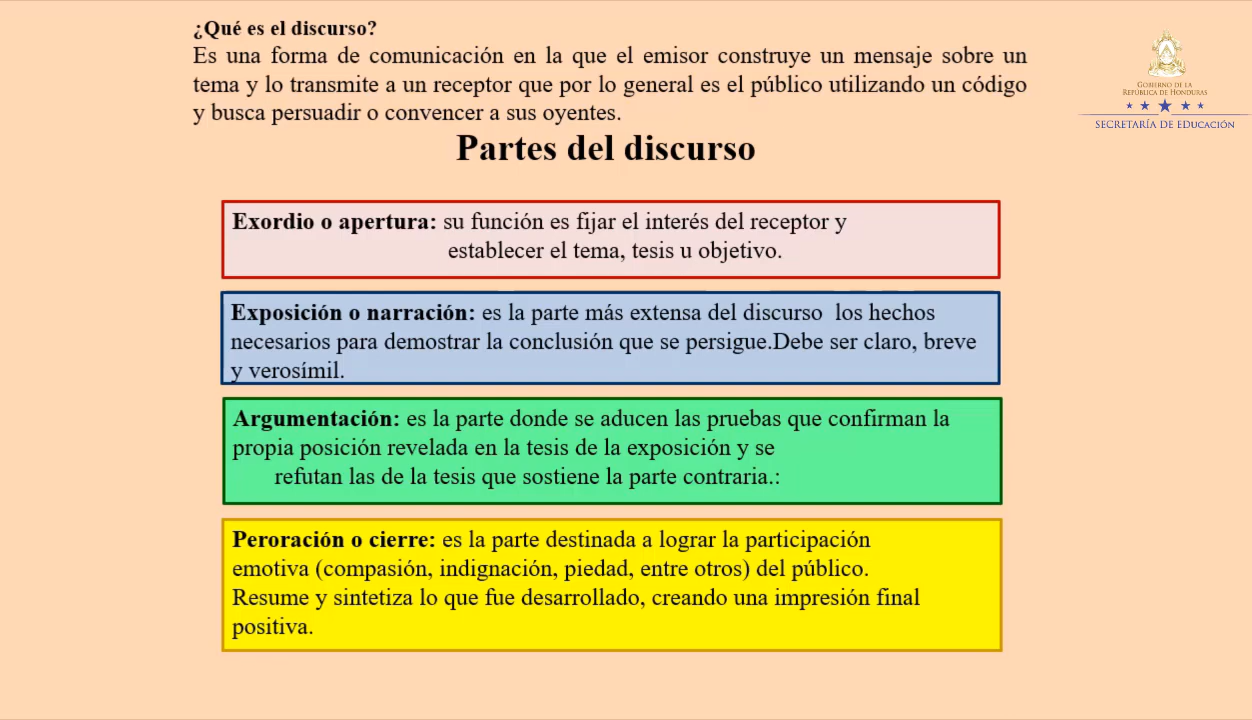 ¿Qué es el discurso?
Es una forma de comunicación en la que el emisor construye un mensaje sobre un
tema y lo transmite a un receptor que por lo general es el público utilizando un código
y busca persuadir o convencer a sus oyentes.
GOBIERNO DE LA
REPÚBLICA DE HONDURAS
SECRETARÍA DE EDUCACIÓN
Partes del discurso
Exordio o apertura: su función es fijar el interés del receptor y
establecer el tema, tesis u objetivo.
Exposición o narración: es la parte más extensa del discurso los hechos
necesarios para demostrar la conclusión que se persigue.Debe ser claro, breve
y verosímil.
Argumentación: es la parte donde se aducen las pruebas que confirman la
propia posición revelada en la tesis de la exposición y se
refutan las de la tesis que sostiene la parte contraria.:
Peroración o cierre: es la parte destinada a lograr la participación
emotiva (compasión, indignación, piedad, entre otros) del público.
Resume y sintetiza lo que fue desarrollado, creando una impresión final
positiva.